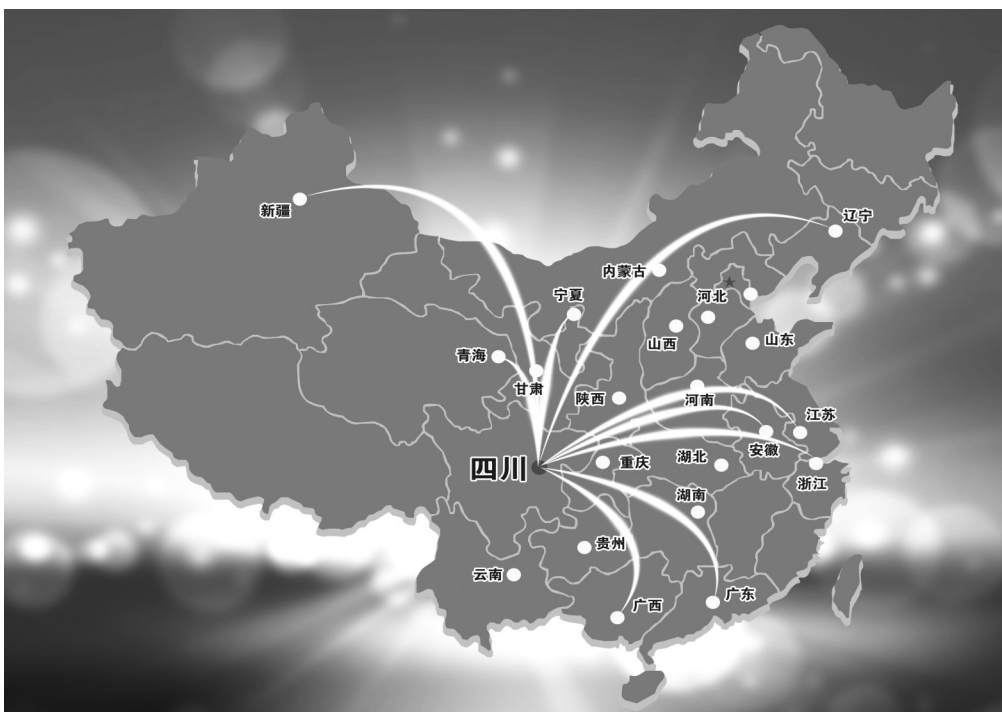 新疆
辽宁
内蒙古
宁夏
河北
山西
山东
青海
甘肃
陕西
河南
江苏
安徽
四川
重庆
湖北
浙江
湖南
贵州
云南
广西
广东